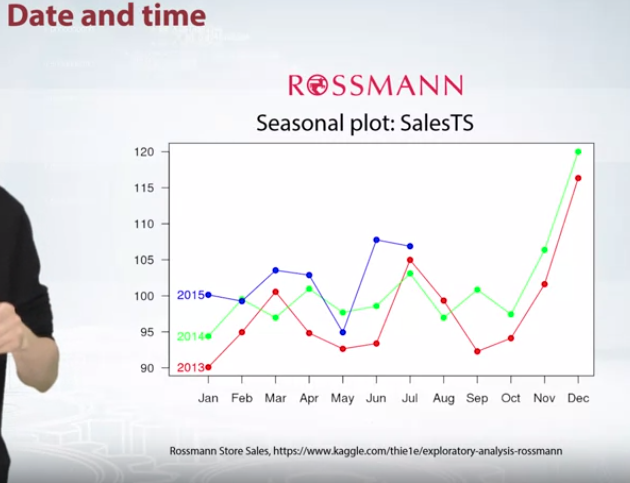 Date and time
ROSSMANN
Seasonal plot: SalesTS
120
115
110
105
100
95
90
2015
2014
2013
Jan Feb Mar Apr May Jun Jul Aug Sep Oct Nov Dec
Rossmann Store Sales, https://www.kaggle.com/thie1e/exploratory-analysis-rossmann